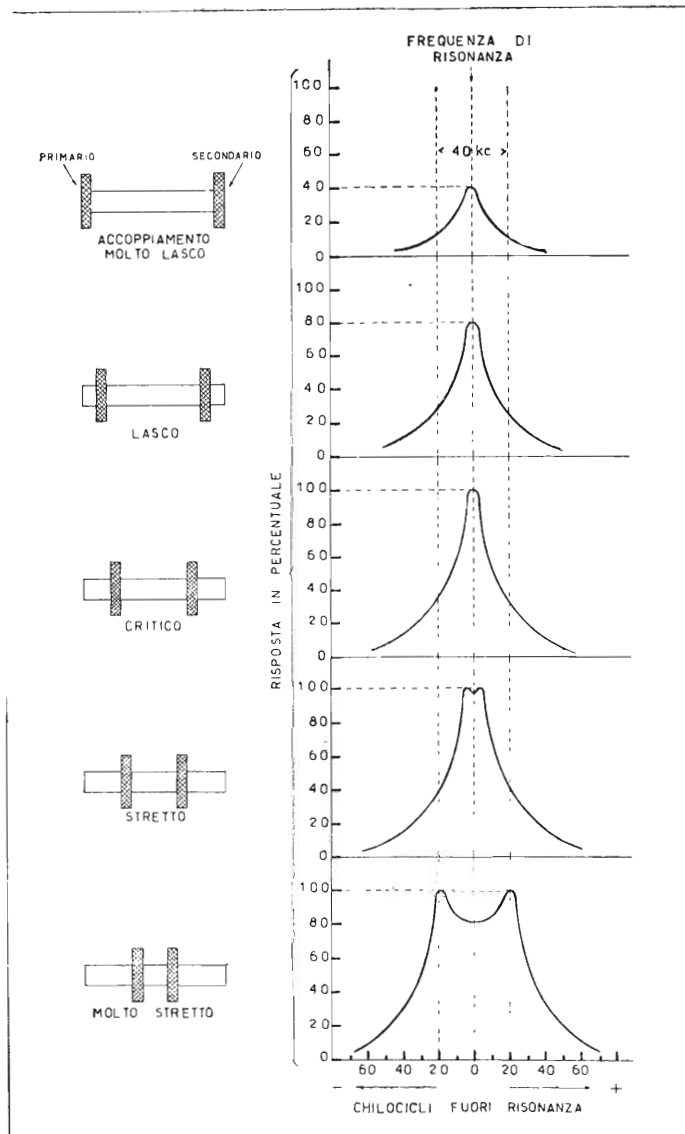 FREQUENZA DI
RISONANZA
100
80
60
40
20
0
< 40 kc >
PRIMARIO
SECONDARIO
ACCOPPIAMENTO
MOLTO LASCO
100
80
60
40
20
0
LASCO
RISPOSTA IN PERCENTUALE
100
80
60
40
20
0
CRITICO
100
80
60
40
20
0
STRETTO
100
80
60
40
20
0
MOLTO STRETTO
60 40 20 0 20 40 60
- +
CHILOCICLI FUORI RISONANZA